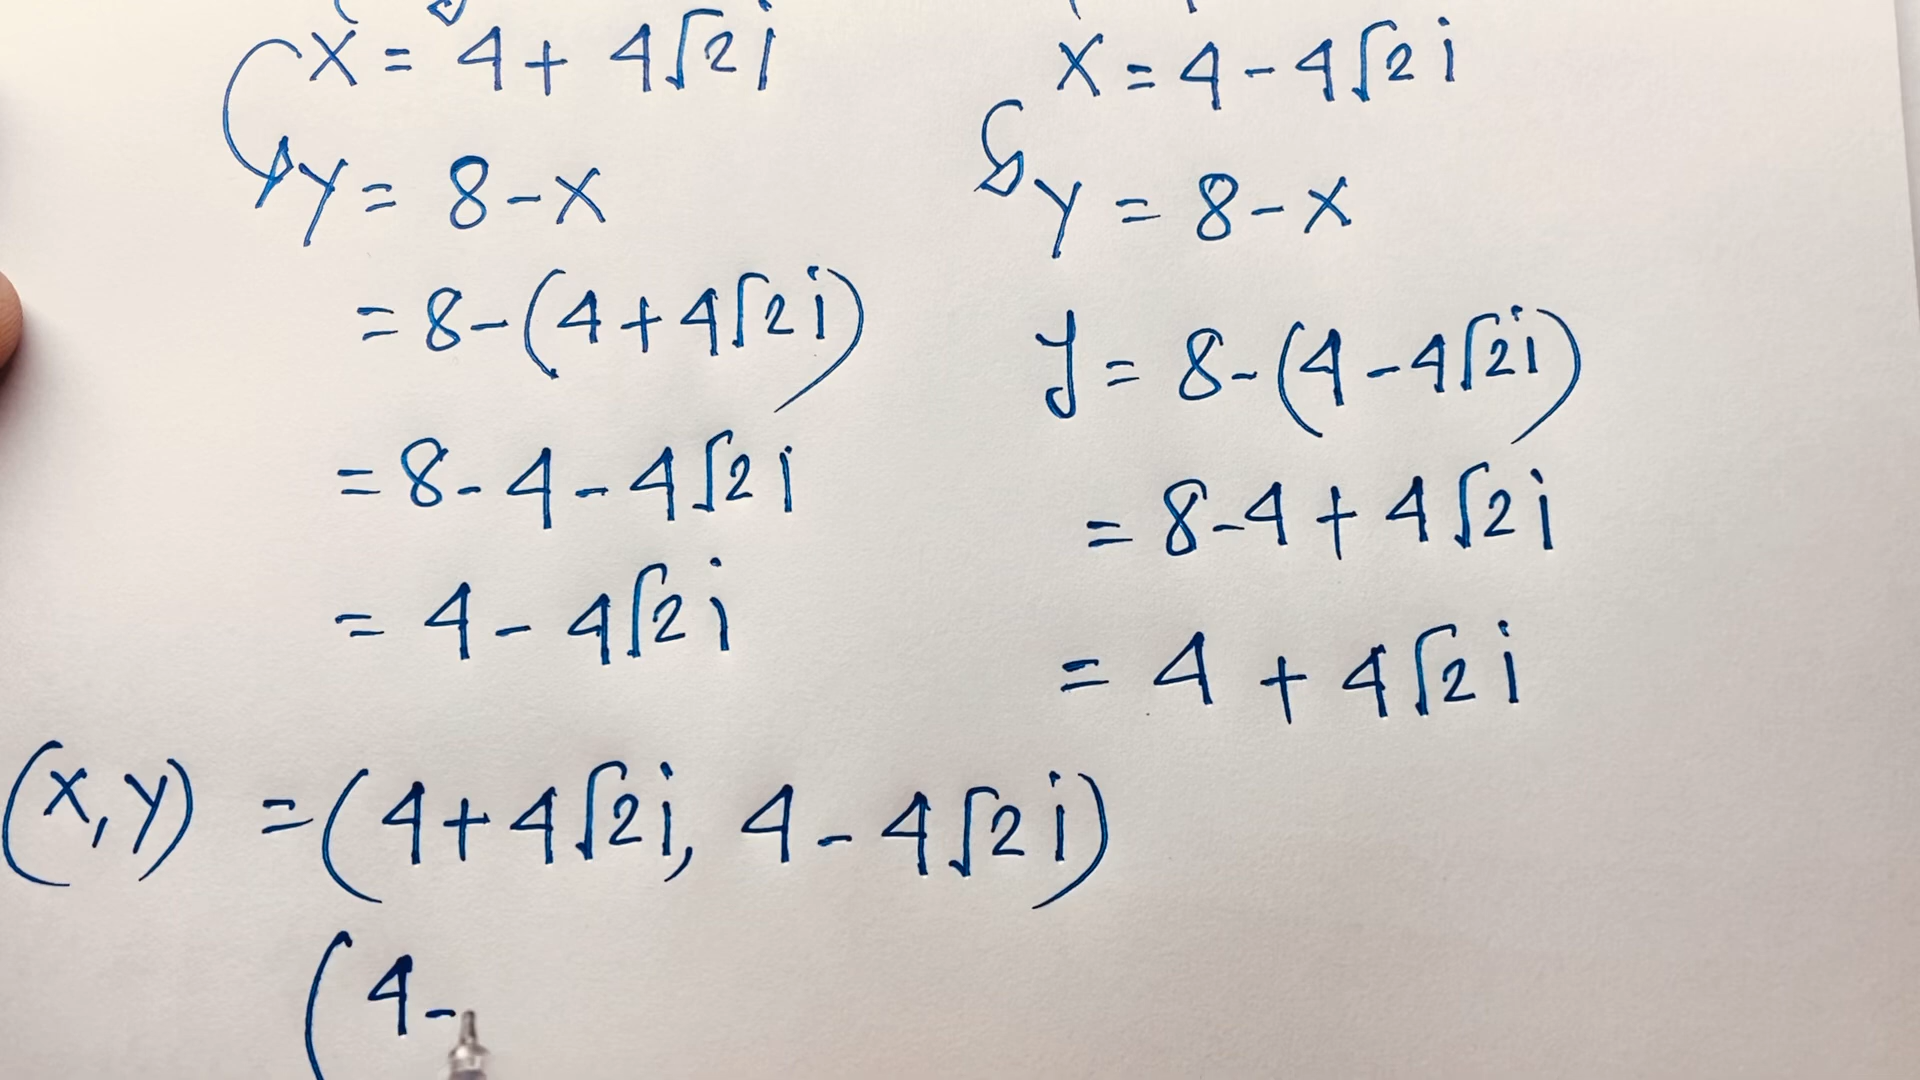 x = 4 + 4√2 i
y = 8 - x
= 8 - (4 + 4√2 i)
= 8 - 4 - 4√2 i
= 4 - 4√2 i
x = 4 - 4√2 i
y = 8 - x
y = 8 - (4 - 4√2 i)
= 8 - 4 + 4√2 i
= 4 + 4√2 i
(x, y) = (4 + 4√2 i, 4 - 4√2 i)
(4 -